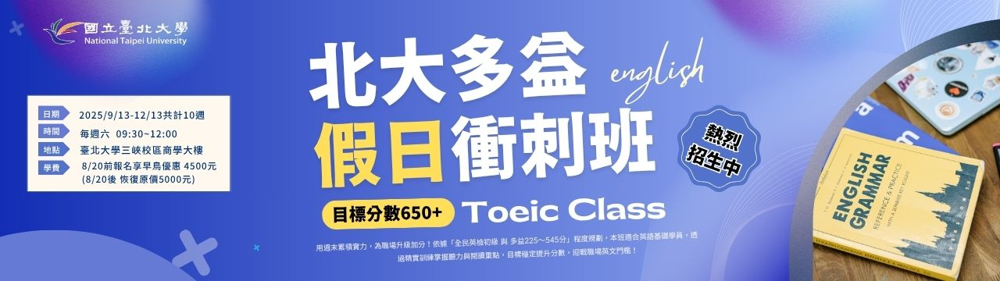 國立臺北大學
National Taipei University
日期 2025/9/13-12/13共計10週
時間 每週六 09:30~12:00
地點 臺北大學三峽校區商學大樓
學費 8/20前報名享早鳥優惠 4500元
(8/20後 恢復原價5000元)
北大多益
english
假日衝刺班
熱烈
招生中
目標分數650+
Toeic Class
用週末累積實力，為職場升級加分！依據「全民英檢初級 與 多益225～545分」程度規劃，本班適合英語基礎學員，透
過精實訓練掌握聽力與閱讀重點，目標穩定提升分數，迎戰職場英文門檻！
ENGLISH
GRAMMAR
REFERENCE & PRACTICE
WITH A SEPARATE KEY VOLUME